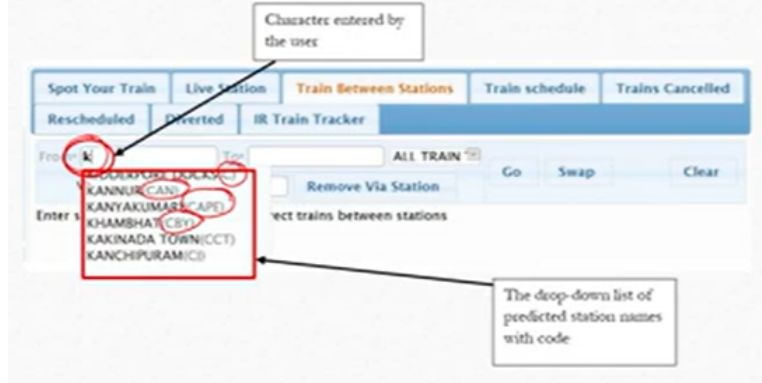 Character entered by
the user
Spot Your Train Live Station Train Between Stations Train schedule Trains Cancelled
Rescheduled Diverted IR Train Tracker
From k To: ALL TRAIN
Go Swap Clear
KANNUR(CAN)
Remove Via Station
KANYAKUMARI(CAPE)
KHAMBHAT(CBY)
Enter s ect trains between stations
KAKINADA TOWN(CCT)
KANCHIPURAM(CJ)
The drop-down list of
predicted station names
with code